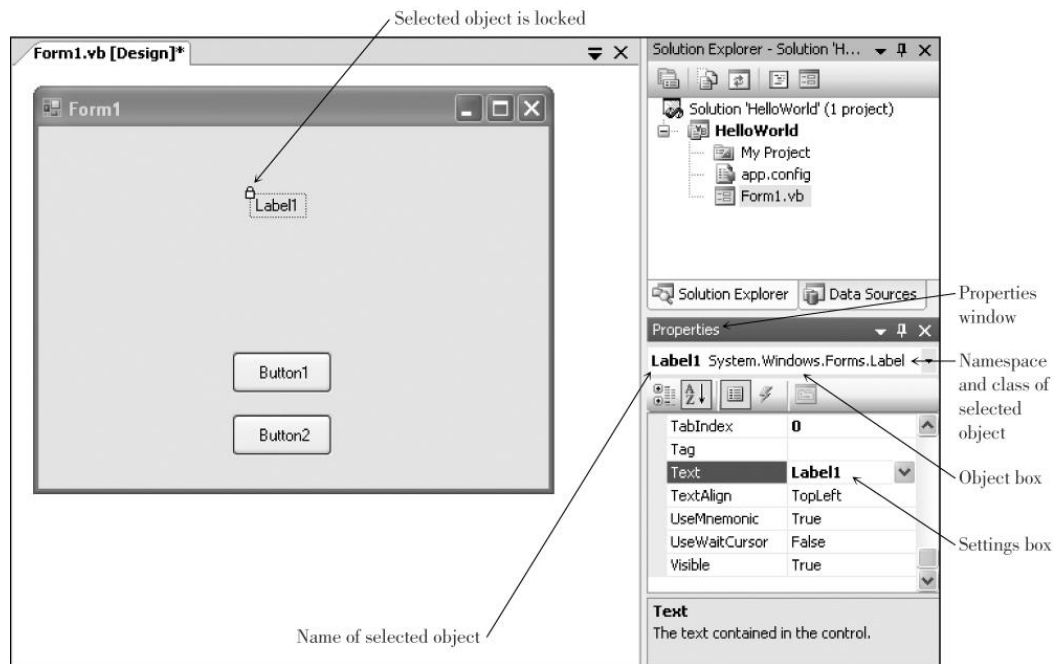 Selected object is locked
Form1.vb [Design]*
Form1
Label1
Button1
Button2
Solution Explorer - Solution 'H...
Solution 'HelloWorld' (1 project)
HelloWorld
My Project
app.config
Form1.vb
Solution Explorer
Data Sources
Properties
window
Properties
Label1 System.Windows.Forms.Label
Namespace
and class of
selected
object
TabIndex 0
Tag
Text Label1
TextAlign TopLeft
UseMnemonic True
UseWaitCursor False
Visible True
Object box
Settings box
Text
The text contained in the control.
Name of selected object